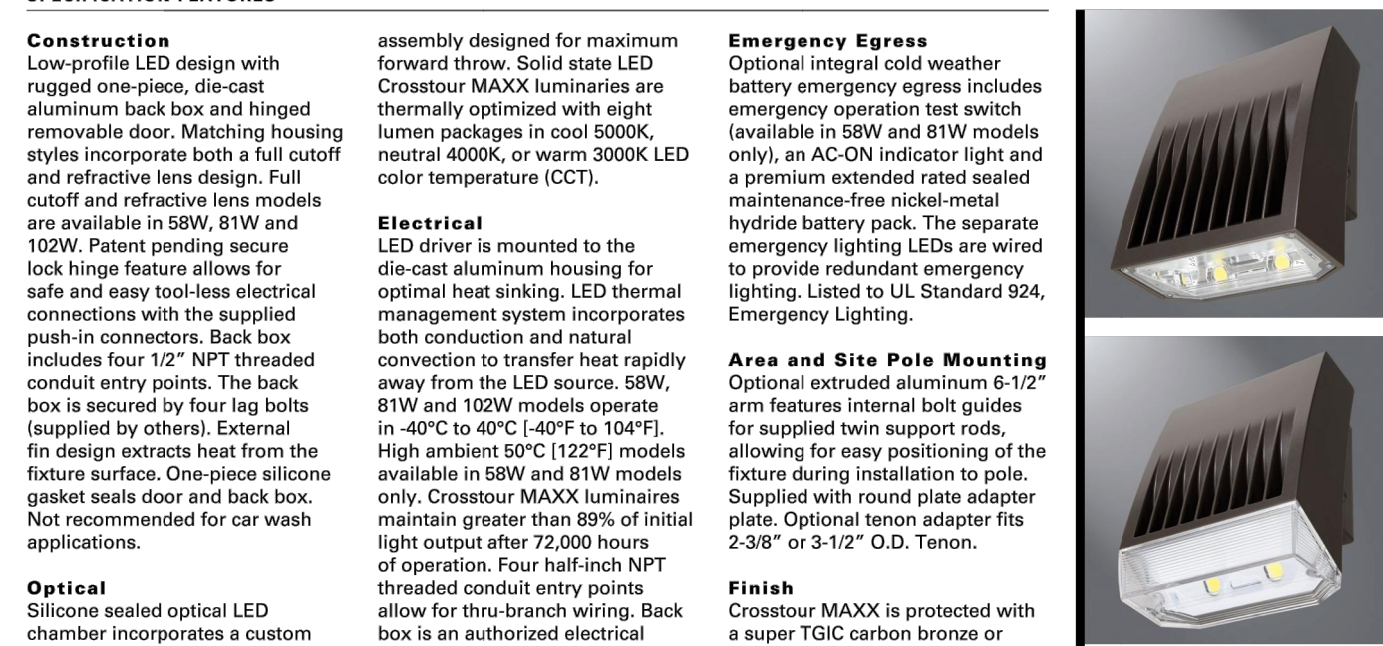 SPECIFICATION FEATURES
Construction
Low-profile LED design with
rugged one-piece, die-cast
aluminum back box and hinged
removable door. Matching housing
styles incorporate both a full cutoff
and refractive lens design. Full
cutoff and refractive lens models
are available in 58W, 81W and
102W. Patent pending secure
lock hinge feature allows for
safe and easy tool-less electrical
connections with the supplied
push-in connectors. Back box
includes four 1/2" NPT threaded
conduit entry points. The back
box is secured by four lag bolts
(supplied by others). External
fin design extracts heat from the
fixture surface. One-piece silicone
gasket seals door and back box.
Not recommended for car wash
applications.
Optical
Silicone sealed optical LED
chamber incorporates a custom
assembly designed for maximum
forward throw. Solid state LED
Crosstour MAXX luminaries are
thermally optimized with eight
lumen packages in cool 5000K,
neutral 4000K, or warm 3000K LED
color temperature (CCT).
Electrical
LED driver is mounted to the
die-cast aluminum housing for
optimal heat sinking. LED thermal
management system incorporates
both conduction and natural
convection to transfer heat rapidly
away from the LED source. 58W,
81W and 102W models operate
in -40°C to 40°C [-40°F to 104°F].
High ambient 50°C [122°F] models
available in 58W and 81W models
only. Crosstour MAXX luminaires
maintain greater than 89% of initial
light output after 72,000 hours
of operation. Four half-inch NPT
threaded conduit entry points
allow for thru-branch wiring. Back
box is an authorized electrical
Emergency Egress
Optional integral cold weather
battery emergency egress includes
emergency operation test switch
(available in 58W and 81W models
only), an AC-ON indicator light and
a premium extended rated sealed
maintenance-free nickel-metal
hydride battery pack. The separate
emergency lighting LEDs are wired
to provide redundant emergency
lighting. Listed to UL Standard 924,
Emergency Lighting.
Area and Site Pole Mounting
Optional extruded aluminum 6-1/2"
arm features internal bolt guides
for supplied twin support rods,
allowing for easy positioning of the
fixture during installation to pole.
Supplied with round plate adapter
plate. Optional tenon adapter fits
2-3/8" or 3-1/2" O.D. Tenon.
Finish
Crosstour MAXX is protected with
a super TGIC carbon bronze or